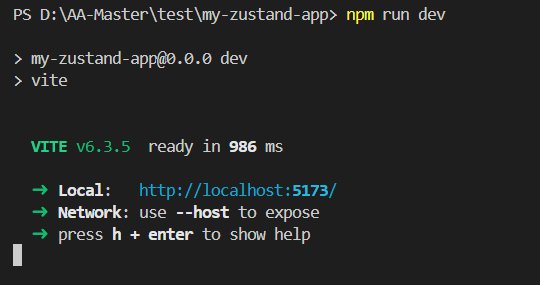 PS D:\AA-Master\test\my-zustand-app> npm run dev
> my-zustand-app@0.0.0 dev
> vite
VITE v6.3.5 ready in 986 ms
➜ Local: http://localhost:5173/
➜ Network: use --host to expose
➜ press h + enter to show help